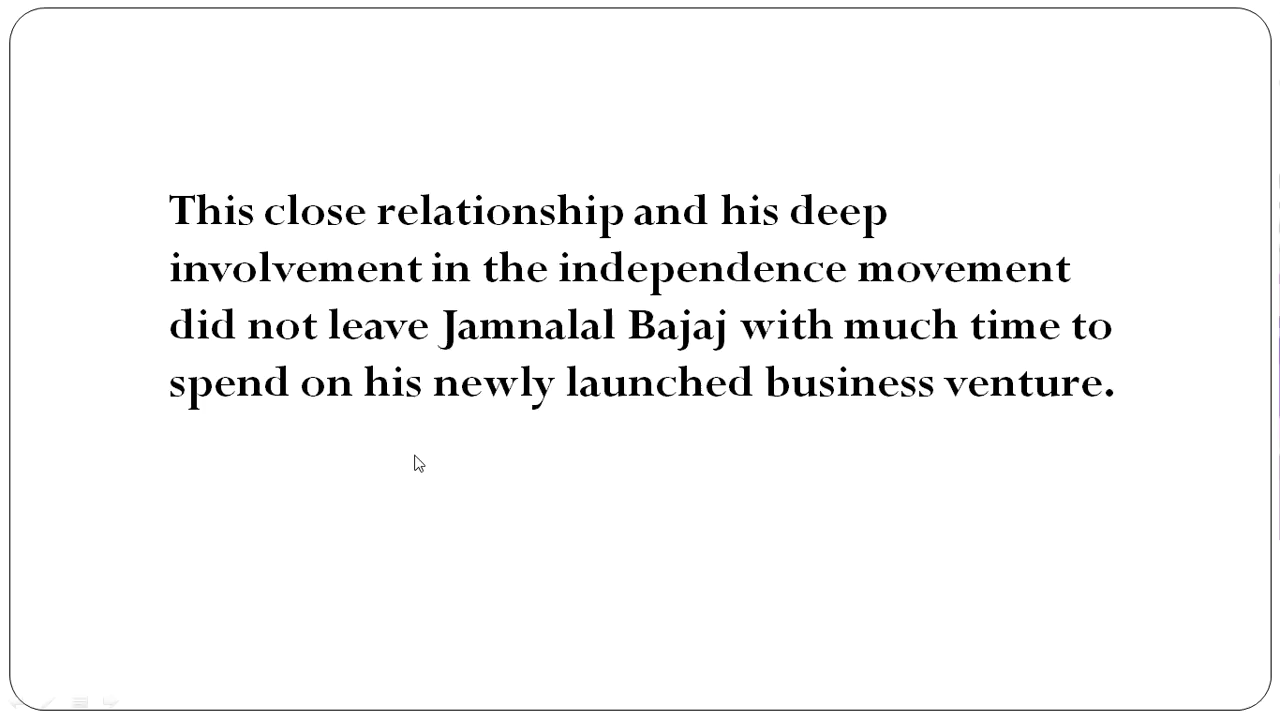 This close relationship and his deep
involvement in the independence movement
did not leave Jamnalal Bajaj with much time to
spend on his newly launched business venture.